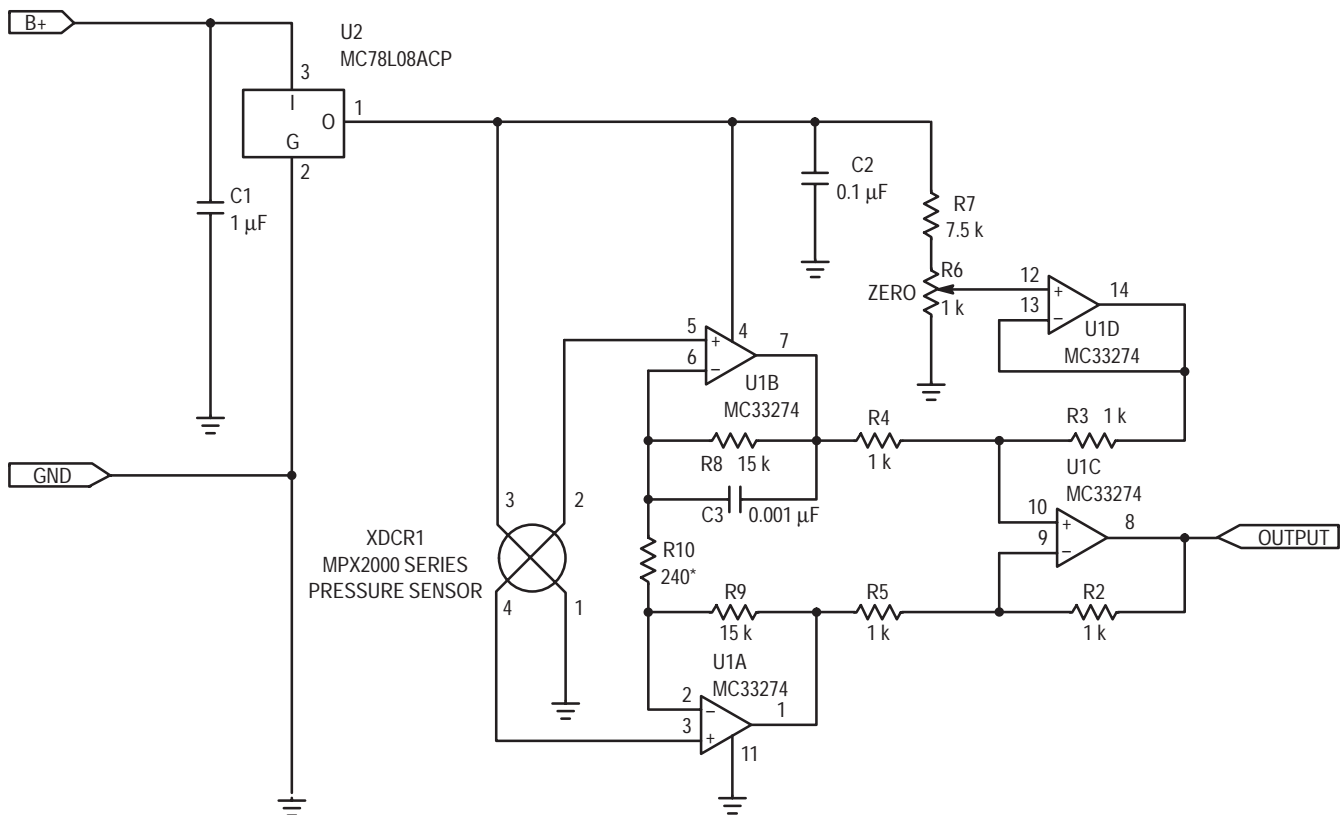 B+
U2
MC78L08ACP
3
I
O
1
G
2
C1
1 µF
C2
0.1 µF
R7
7.5 k
ZERO
R6
1 k
12
+
13
−
14
U1D
MC33274
5
+
4
7
6
−
U1B
MC33274
R8 15 k
C3 0.001 µF
R4
1 k
R3 1 k
U1C
MC33274
10
+
8
9
−
OUTPUT
GND
3
2
XDCR1
MPX2000 SERIES
PRESSURE SENSOR
4
1
R10
240*
R9
15 k
R5
1 k
R2
1 k
U1A
MC33274
2
−
1
3
+
11